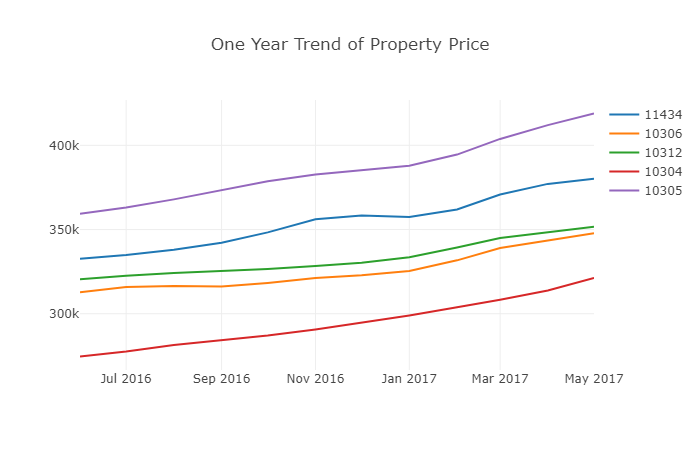 One Year Trend of Property Price
400k
350k
300k
Jul 2016
Sep 2016
Nov 2016
Jan 2017
Mar 2017
May 2017
11434
10306
10312
10304
10305